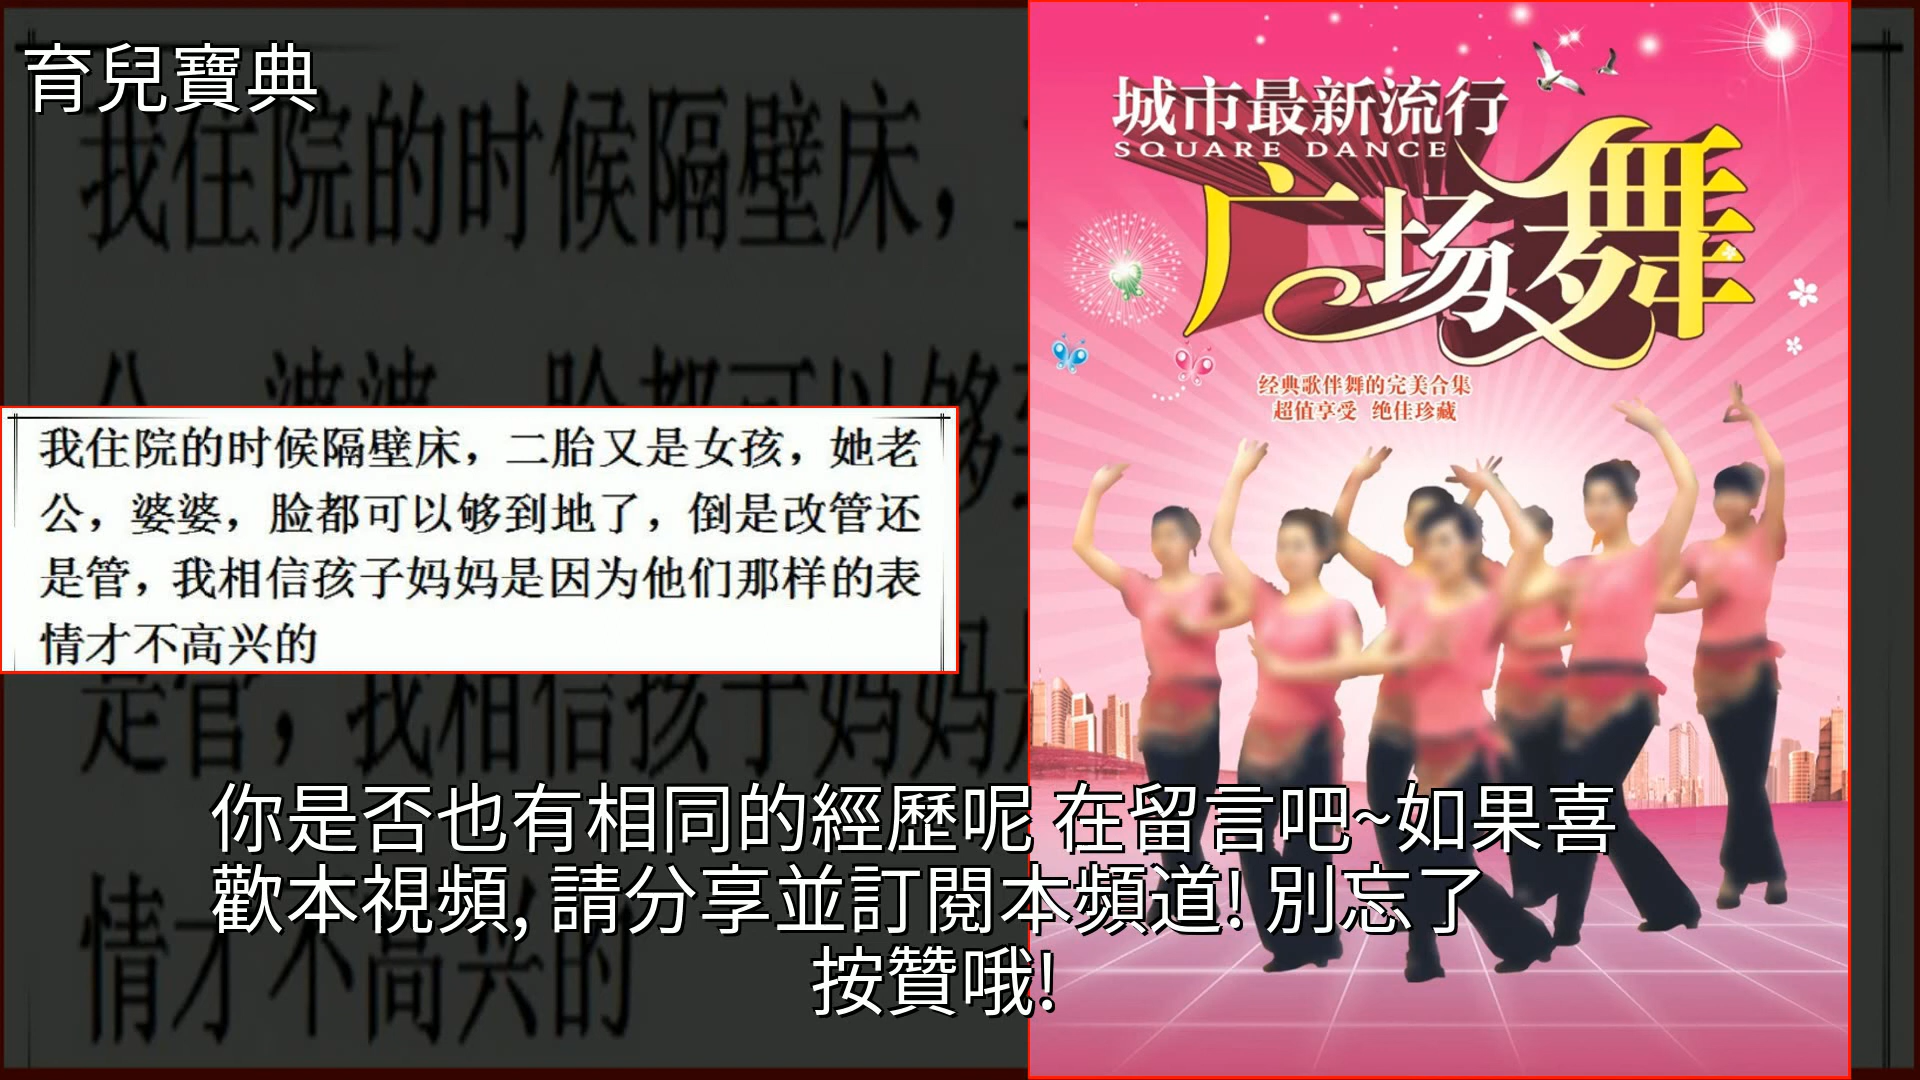 育兒寶典
我住院的时候隔壁床，二胎又是女孩，她老
公，婆婆，脸都可以够到地了，倒是改管还
是管，我相信孩子妈妈是因为他们那样的表
情才不高兴的
城市最新流行
SQUARE DANCE
广场舞
经典歌伴舞的完美合集
超值享受 绝佳珍藏
你是否也有相同的經歷呢 在留言吧~如果喜
歡本視頻, 請分享並訂閱本頻道! 別忘了
按贊哦!